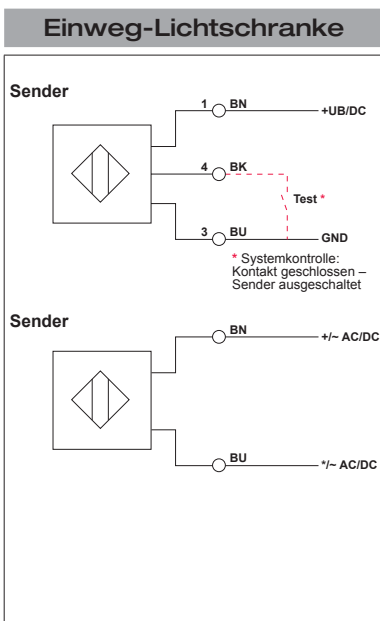 Einweg-Lichtschranke
Sender
1 BN +UB/DC
4 BK
Test *
3 BU GND
* Systemkontrolle:
Kontakt geschlossen –
Sender ausgeschaltet
Sender
BN +/~ AC/DC
BU */~ AC/DC